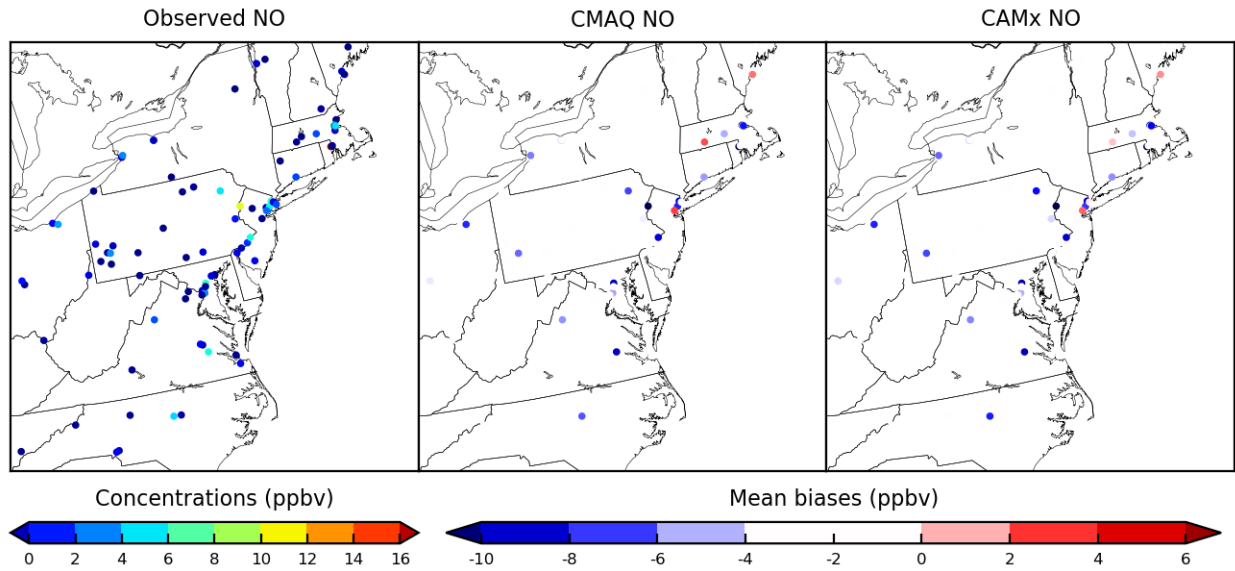 Observed NO CMAQ NO CAMx NO
Concentrations (ppbv) Mean biases (ppbv)
0 2 4 6 8 10 12 14 16 -10 -8 -6 -4 -2 0 2 4 6